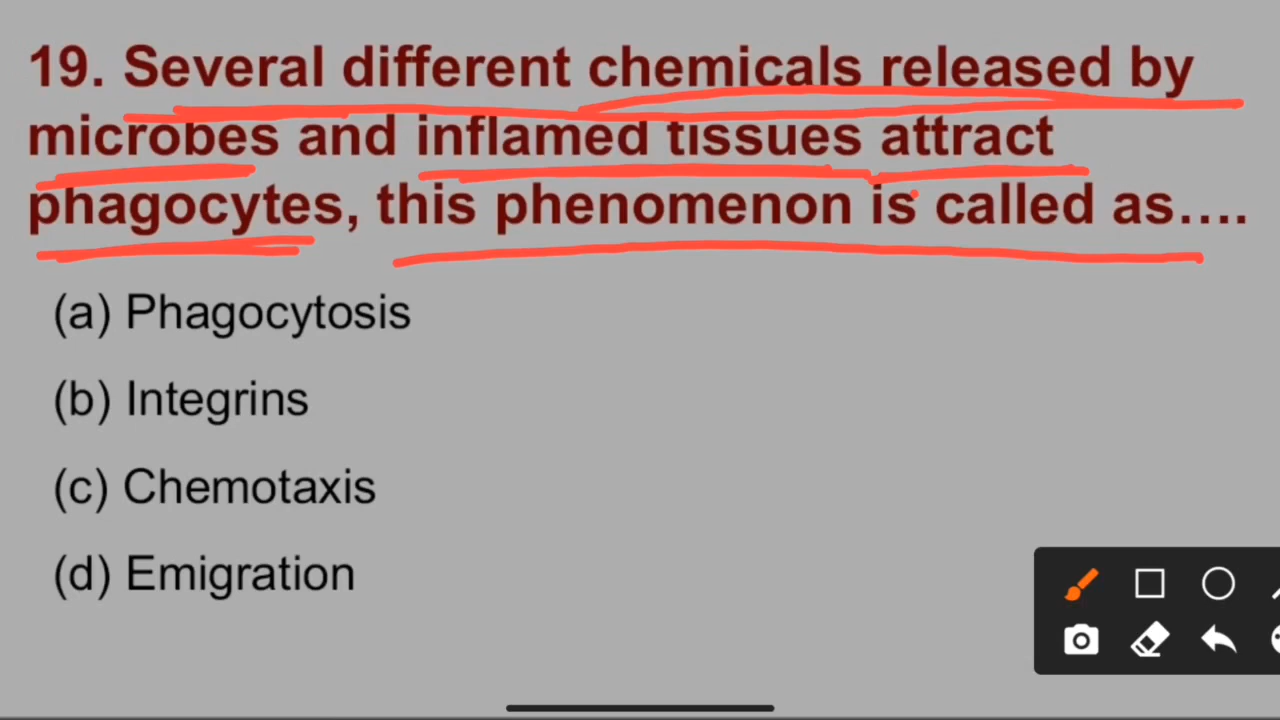 19. Several different chemicals released by
microbes and inflamed tissues attract
phagocytes, this phenomenon is called as....
(a) Phagocytosis
(b) Integrins
(c) Chemotaxis
(d) Emigration